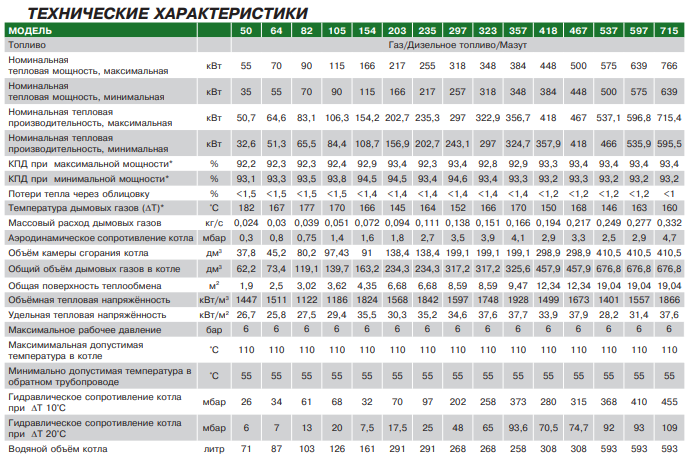 ТЕХНИЧЕСКИЕ ХАРАКТЕРИСТИКИ
МОДЕЛЬ 50 64 82 105 154 203 235 297 323 357 418 467 537 597 715
Топливо Газ/Дизельное топливо/Мазут
Номинальная
тепловая мощность, максимальная кВт 55 70 90 115 166 217 255 318 348 384 448 500 575 639 766
Номинальная
тепловая мощность, минимальная кВт 35 55 70 90 115 166 217 257 318 348 384 448 500 575 639
Номинальная тепловая
производительность, максимальная кВт 50,7 64,6 83,1 106,3 154,2 202,7 235,3 297 322,9 356,7 418 467 537,1 596,8 715,4
Номинальная тепловая
производительность, минимальная кВт 32,6 51,3 65,5 84,4 108,7 156,9 202,7 243,1 297 324,7 357,9 418 466 535,9 595,5
КПД при максимальной мощности* % 92,2 92,3 92,4 92,4 92,9 93,4 92,3 93,4 92,8 92,9 93,3 93,4 93,4 93,4 93,4
КПД при минимальной мощности* % 93,1 93,3 93,5 93,8 94,5 94,5 93,4 94,6 93,4 93,3 93,2 93,3 93,2 93,2 93,2
Потери тепла через облицовку % <1,5 <1,5 <1,5 <1,4 <1,4 <1,4 <1,4 <1,4 <1,4 <1,4 <1,2 <1,2 <1,2 <1,2 <1
Температура дымовых газов (ΔT)* °C 182 167 177 170 166 145 164 152 166 170 150 168 146 163 160
Массовый расход дымовых газов кг/с 0,024 0,03 0,039 0,051 0,072 0,094 0,111 0,138 0,151 0,166 0,194 0,217 0,249 0,277 0,332
Аэродинамическое сопротивление котла мбар 0,3 0,8 0,75 1,4 1,6 1,8 2,7 3,5 3,9 4,1 2,9 3,3 2,5 2,9 4,7
Объём камеры сгорания котла дм³ 37,8 45,2 80,2 97,43 91 138,4 138,4 199,1 199,1 199,1 298,9 298,9 410,5 410,5 410,5
Общий объём дымовых газов в котле дм³ 62,2 73,4 119,1 139,7 163,2 234,3 234,3 317,2 317,2 325,6 457,9 457,9 676,8 676,8 676,8
Общая поверхность теплообмена м² 1,9 2,5 3,02 3,62 4,35 6,68 6,68 8,59 8,59 9,47 12,34 12,34 19,04 19,04 19,04
Объёмная тепловая напряжённость кВт/м³ 1447 1511 1122 1186 1824 1568 1842 1597 1748 1928 1499 1673 1401 1557 1866
Удельная тепловая напряжённость кВт/м² 26,7 25,8 27,5 29,4 35,5 30,3 35,2 34,6 37,6 37,7 33,9 37,9 28,2 31,4 37,6
Максимальное рабочее давление бар 6 6 6 6 6 6 6 6 6 6 6 6 6 6 6
Максимимальная допустимая
температура в котле °C 110 110 110 110 110 110 110 110 110 110 110 110 110 110 110
Минимально допустимая температура в
обратном трубопроводе °C 55 55 55 55 55 55 55 55 55 55 55 55 55 55 55
Гидравлическое сопротивление котла
при ΔT 10°C мбар 26 34 61 68 32 70 97 202 258 373 280 315 368 410 455
Гидравлическое сопротивление котла
при ΔT 20°C мбар 6 7 13 20 7,5 17,5 25 48 65 93,6 70,5 74,7 92 93 109
Водяной объём котла литр 71 87 103 126 161 291 291 268 268 258 308 308 593 593 593